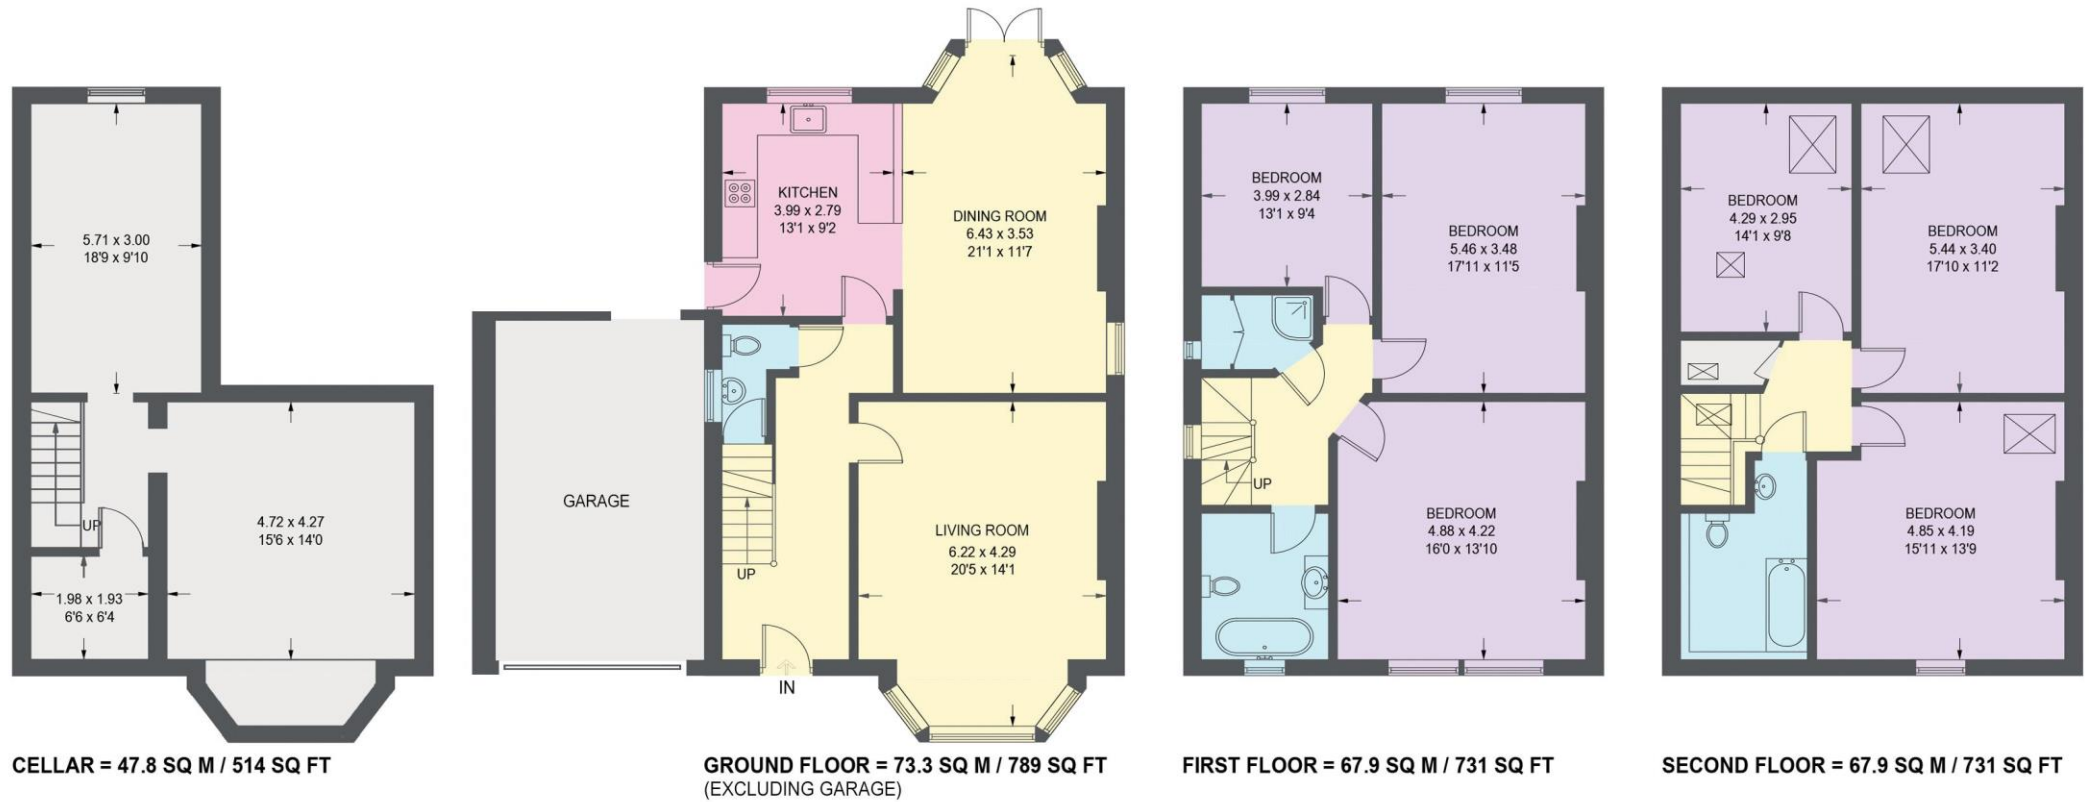 5.71 x 3.00
18'9 x 9'10
UP
4.72 x 4.27
15'6 x 14'0
1.98 x 1.93
6'6 x 6'4
CELLAR = 47.8 SQ M / 514 SQ FT
KITCHEN
3.99 x 2.79
13'1 x 9'2
DINING ROOM
6.43 x 3.53
21'1 x 11'7
GARAGE
LIVING ROOM
6.22 x 4.29
20'5 x 14'1
UP
IN
GROUND FLOOR = 73.3 SQ M / 789 SQ FT
(EXCLUDING GARAGE)
BEDROOM
3.99 x 2.84
13'1 x 9'4
BEDROOM
5.46 x 3.48
17'11 x 11'5
UP
BEDROOM
4.88 x 4.22
16'0 x 13'10
FIRST FLOOR = 67.9 SQ M / 731 SQ FT
BEDROOM
4.29 x 2.95
14'1 x 9'8
BEDROOM
5.44 x 3.40
17'10 x 11'2
BEDROOM
4.85 x 4.19
15'11 x 13'9
SECOND FLOOR = 67.9 SQ M / 731 SQ FT